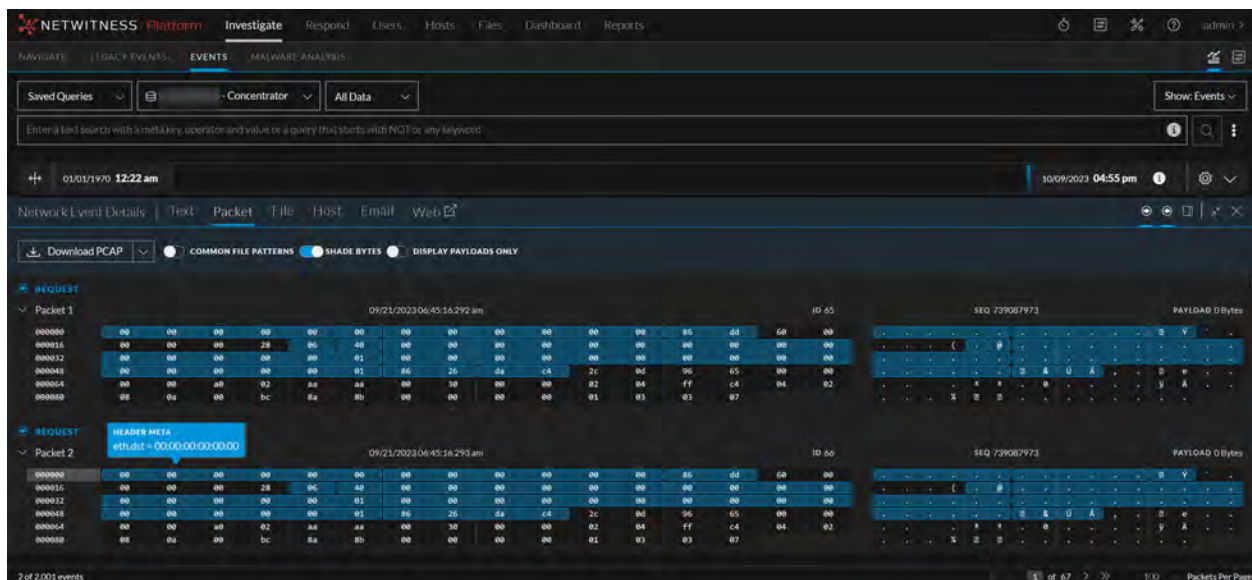 NETWITNESS Platform Investigate Respond Users Hosts Files Dashboard Reports admin >
NAVIGATE LEGACY EVENTS EVENTS MALWARE ANALYSIS
Saved Queries - Concentrator All Data Show: Events
Enter a text search with a meta key, operator and value or a query that starts with NOT or any keyword
01/01/1970 12:22 am 10/09/2023 04:55 pm
Network Event Details Text Packet File Host Email Web
Download PCAP COMMON FILE PATTERNS SHADE BYTES DISPLAY PAYLOADS ONLY
REQUEST
Packet 1 09/21/2023 06:45:16.292 am ID 65 SEQ 739087973 PAYLOAD 0 Bytes
000000 00 00 00 00 00 00 00 00 00 00 00 00 86 dd 60 00
000016 00 00 00 28 06 40 00 00 00 00 00 00 00 00 00 00
000032 00 00 00 00 00 01 00 00 00 00 00 00 00 00 00 00
000048 00 00 00 00 00 01 86 26 da c4 2c 0d 96 65 00 00
000064 00 00 a0 02 aa aa 00 30 00 00 02 04 ff c4 04 02
000080 08 0a 00 bc 8a 8b 00 00 00 00 01 03 03 07
REQUEST
HEADER META
eth.dst = 00:00:00:00:00:00
Packet 2 09/21/2023 06:45:16.293 am ID 66 SEQ 739087973 PAYLOAD 0 Bytes
000000 00 00 00 00 00 00 00 00 00 00 00 00 86 dd 60 00
000016 00 00 00 28 06 40 00 00 00 00 00 00 00 00 00 00
000032 00 00 00 00 00 01 00 00 00 00 00 00 00 00 00 00
000048 00 00 00 00 00 01 86 26 da c4 2c 0d 96 65 00 00
000064 00 00 a0 02 aa aa 00 30 00 00 02 04 ff c4 04 02
000080 08 0a 00 bc 8a 8b 00 00 00 00 01 03 03 07
2 of 2,001 events 1 of 67 100 Packets Per Page